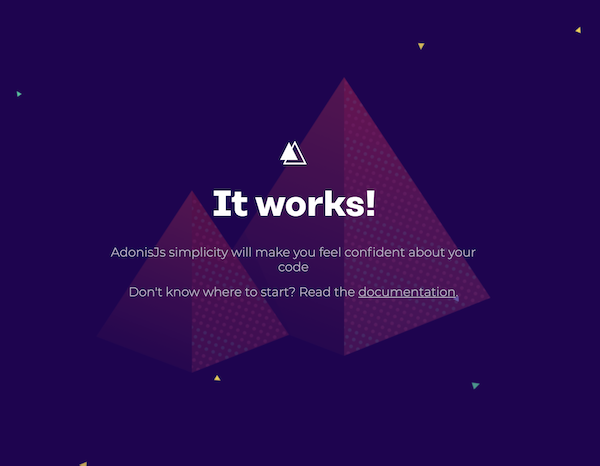 It works!
AdonisJs simplicity will make you feel confident about your
code
Don't know where to start? Read the documentation.